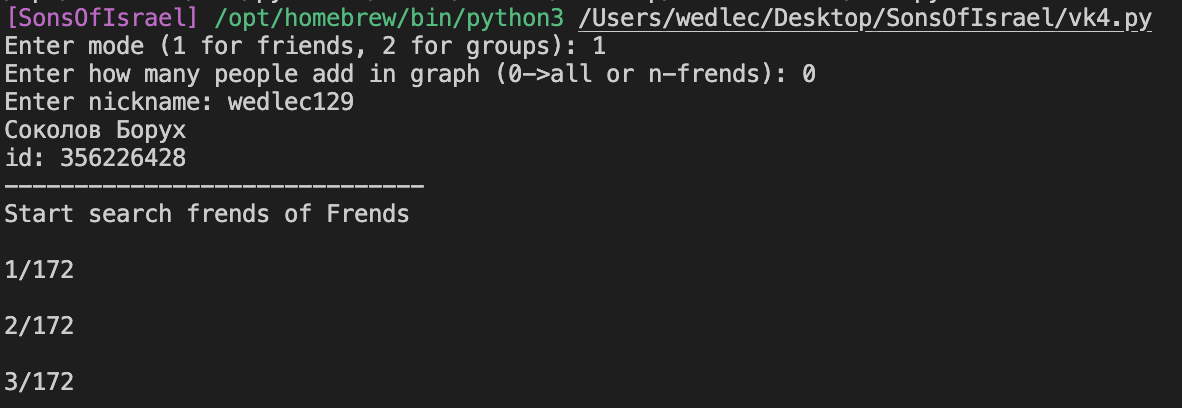 [SonsOfIsrael] /opt/homebrew/bin/python3 /Users/wedlec/Desktop/SonsOfIsrael/vk4.py
Enter mode (1 for friends, 2 for groups): 1
Enter how many people add in graph (0->all or n-frends): 0
Enter nickname: wedlec129
Соколов Борух
id: 356226428
------------------------------
Start search frends of Frends
1/172
2/172
3/172